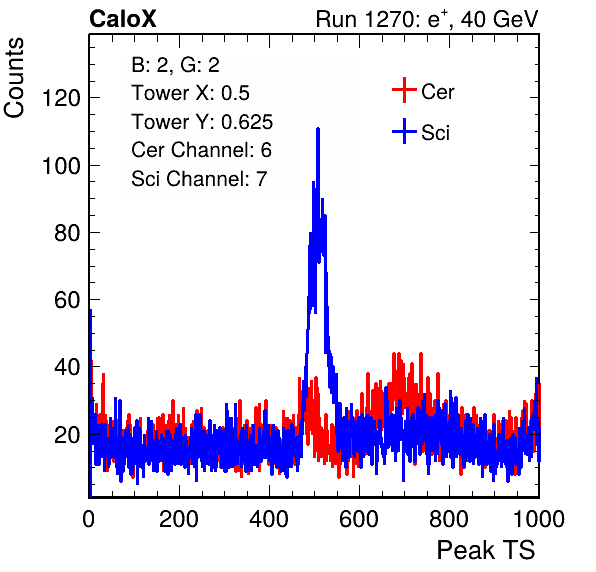 CaloX Run 1270: e⁺, 40 GeV
Counts
B: 2, G: 2
Tower X: 0.5
Tower Y: 0.625
Cer Channel: 6
Sci Channel: 7
Cer
Sci
120
100
80
60
40
20
0 200 400 600 800 1000
Peak TS